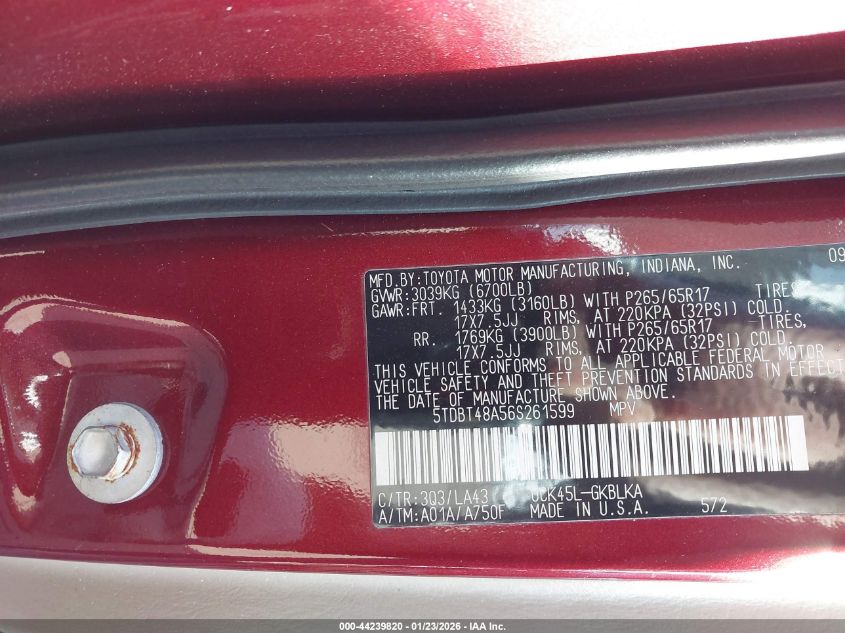 MFD.BY:TOYOTA MOTOR MANUFACTURING, INDIANA, INC. 09
GVWR:3039KG (6700LB)
GAWR:FRT. 1433KG (3160LB) WITH P265/65R17 TIRES
17X7.5JJ RIMS, AT 220KPA (32PSI) COLD.
RR. 1769KG (3900LB) WITH P265/65R17 TIRES,
17X7.5JJ RIMS, AT 220KPA (32PSI) COLD.
THIS VEHICLE CONFORMS TO ALL APPLICABLE FEDERAL MOTOR
VEHICLE SAFETY AND THEFT PREVENTION STANDARDS IN EFFECT
THE DATE OF MANUFACTURE SHOWN ABOVE.
5TDBT48A56S261599 MPV
C/TR:3Q3/LA43 UCK45L-GKBLKA
A/TM:A01A/A750F MADE IN U.S.A. 572
000-44239820 - 01/23/2026 - IAA Inc.